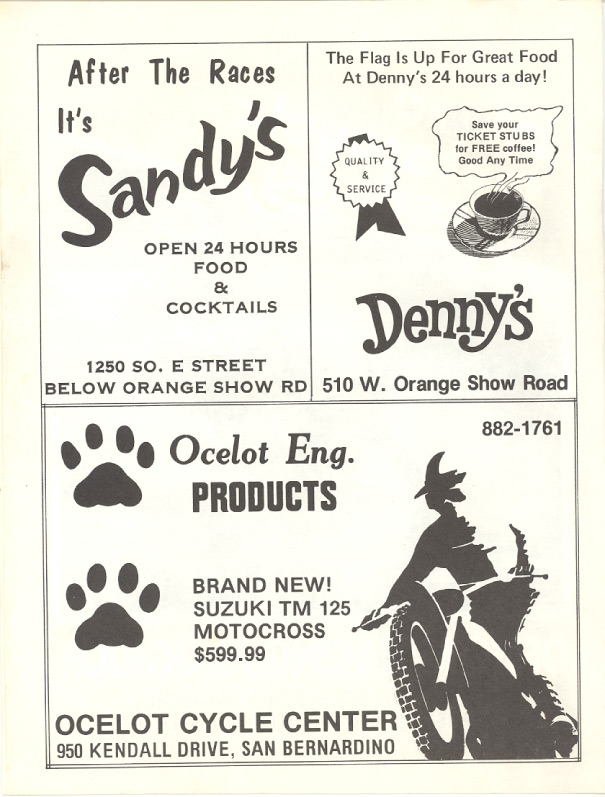 After The Races
It's
Sandy's
OPEN 24 HOURS
FOOD
&
COCKTAILS
1250 SO. E STREET
BELOW ORANGE SHOW RD
The Flag Is Up For Great Food
At Denny's 24 hours a day!
Save your
TICKET STUBS
for FREE coffee!
Good Any Time
QUALITY
&
SERVICE
Denny's
510 W. Orange Show Road
882-1761
Ocelot Eng.
PRODUCTS
BRAND NEW!
SUZUKI TM 125
MOTOCROSS
$599.99
OCELOT CYCLE CENTER
950 KENDALL DRIVE, SAN BERNARDINO